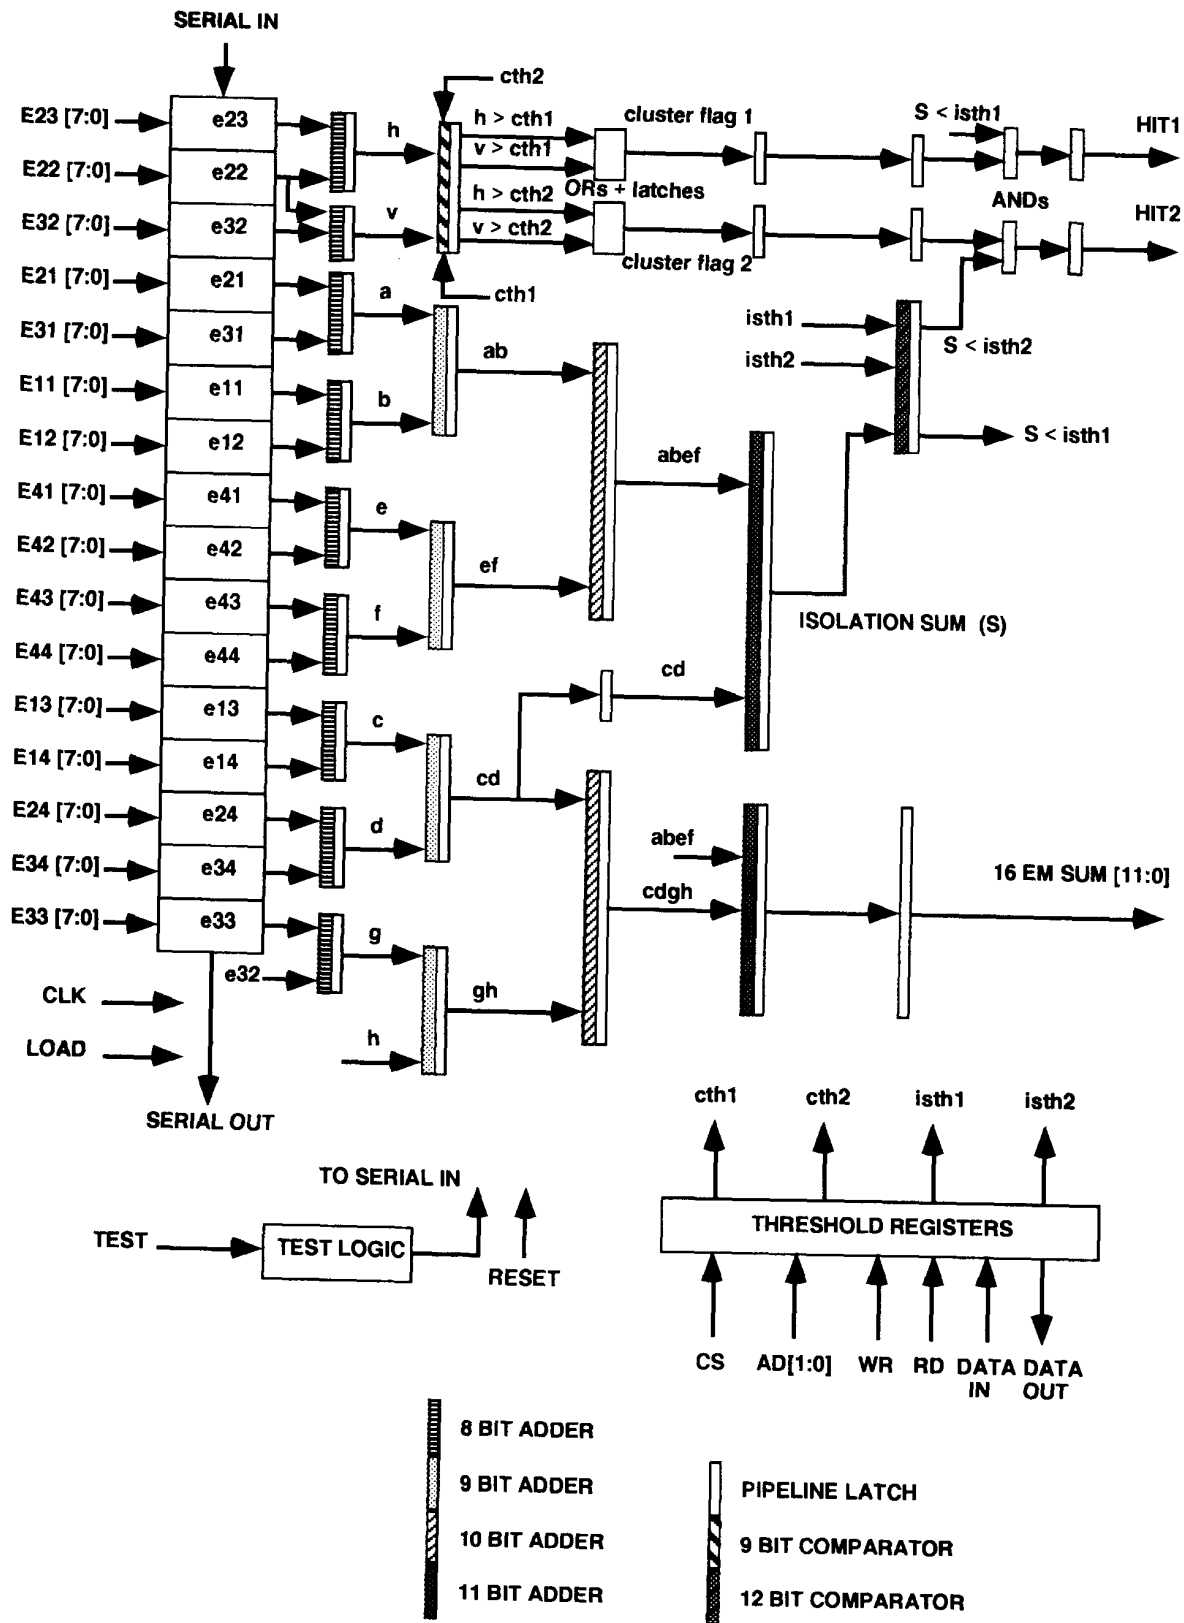 SERIAL IN
E23 [7:0]
E22 [7:0]
E32 [7:0]
E21 [7:0]
E31 [7:0]
E11 [7:0]
E12 [7:0]
E41 [7:0]
E42 [7:0]
E43 [7:0]
E44 [7:0]
E13 [7:0]
E14 [7:0]
E24 [7:0]
E34 [7:0]
E33 [7:0]
e23
e22
e32
e21
e31
e11
e12
e41
e42
e43
e44
e13
e14
e24
e34
e33
e32
CLK
LOAD
SERIAL OUT
h
v
a
b
e
f
c
d
g
h
cth2
cth1
h > cth1
v > cth1
h > cth2
v > cth2
ORs + latches
cluster flag 1
cluster flag 2
S < isth1
ANDs
HIT1
HIT2
isth1
isth2
S < isth2
S < isth1
ab
ef
cd
gh
abef
cd
ISOLATION SUM (S)
abef
cdgh
16 EM SUM [11:0]
TO SERIAL IN
TEST
TEST LOGIC
RESET
cth1
cth2
isth1
isth2
THRESHOLD REGISTERS
CS
AD[1:0]
WR
RD
DATA IN
DATA OUT
8 BIT ADDER
9 BIT ADDER
10 BIT ADDER
11 BIT ADDER
PIPELINE LATCH
9 BIT COMPARATOR
12 BIT COMPARATOR